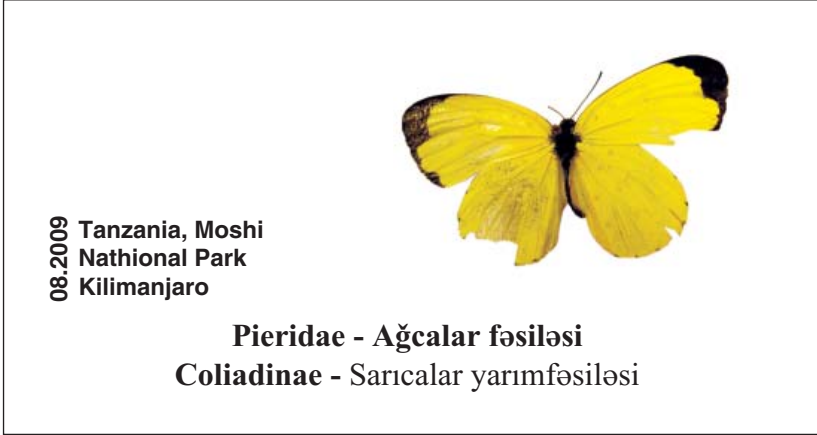 08.2009
Tanzania, Moshi
Nathional Park
Kilimanjaro
Pieridae - Ağcalar fəsiləsi
Coliadinae - Sarıcalar yarımfəsiləsi